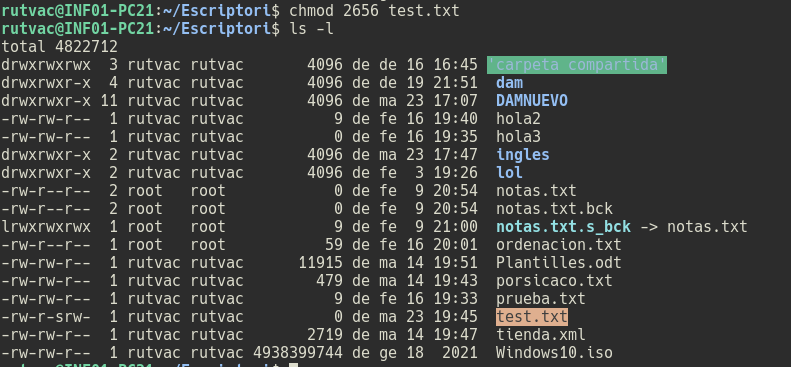 rutvac@INF01-PC21:~/Escriptori$ chmod 2656 test.txt
rutvac@INF01-PC21:~/Escriptori$ ls -l
total 4822712
drwxrwxrwx  3 rutvac rutvac       4096 de de 16 16:45 'carpeta compartida'
drwxrwxr-x  4 rutvac rutvac       4096 de de 19 21:51  dam
drwxrwxr-x 11 rutvac rutvac       4096 de ma 23 17:07  DAMNUEVO
-rw-rw-r--  1 rutvac rutvac          9 de fe 16 19:40  hola2
-rw-rw-r--  1 rutvac rutvac          0 de fe 16 19:35  hola3
drwxrwxr-x  2 rutvac rutvac       4096 de ma 23 17:47  ingles
drwxrwxr-x  2 rutvac rutvac       4096 de fe  3 19:26  lol
-rw-r--r--  2 root   root            0 de fe  9 20:54  notas.txt
-rw-r--r--  2 root   root            0 de fe  9 20:54  notas.txt.bck
lrwxrwxrwx  1 root   root            9 de fe  9 21:00  notas.txt.s_bck -> notas.txt
-rw-r--r--  1 root   root           59 de fe 16 20:01  ordenacion.txt
-rw-rw-r--  1 rutvac rutvac      11915 de ma 14 19:51  Plantilles.odt
-rw-rw-r--  1 rutvac rutvac        479 de ma 14 19:43  porsicaco.txt
-rw-rw-r--  1 rutvac rutvac          9 de fe 16 19:33  prueba.txt
-rw-r-srw-  1 rutvac rutvac          0 de ma 23 19:45  test.txt
-rw-rw-r--  1 rutvac rutvac       2719 de ma 14 19:47  tienda.xml
-rw-rw-r--  1 rutvac rutvac 4938399744 de ge 18  2021  Windows10.iso
rutvac@INF01-PC21:~/Escriptori$